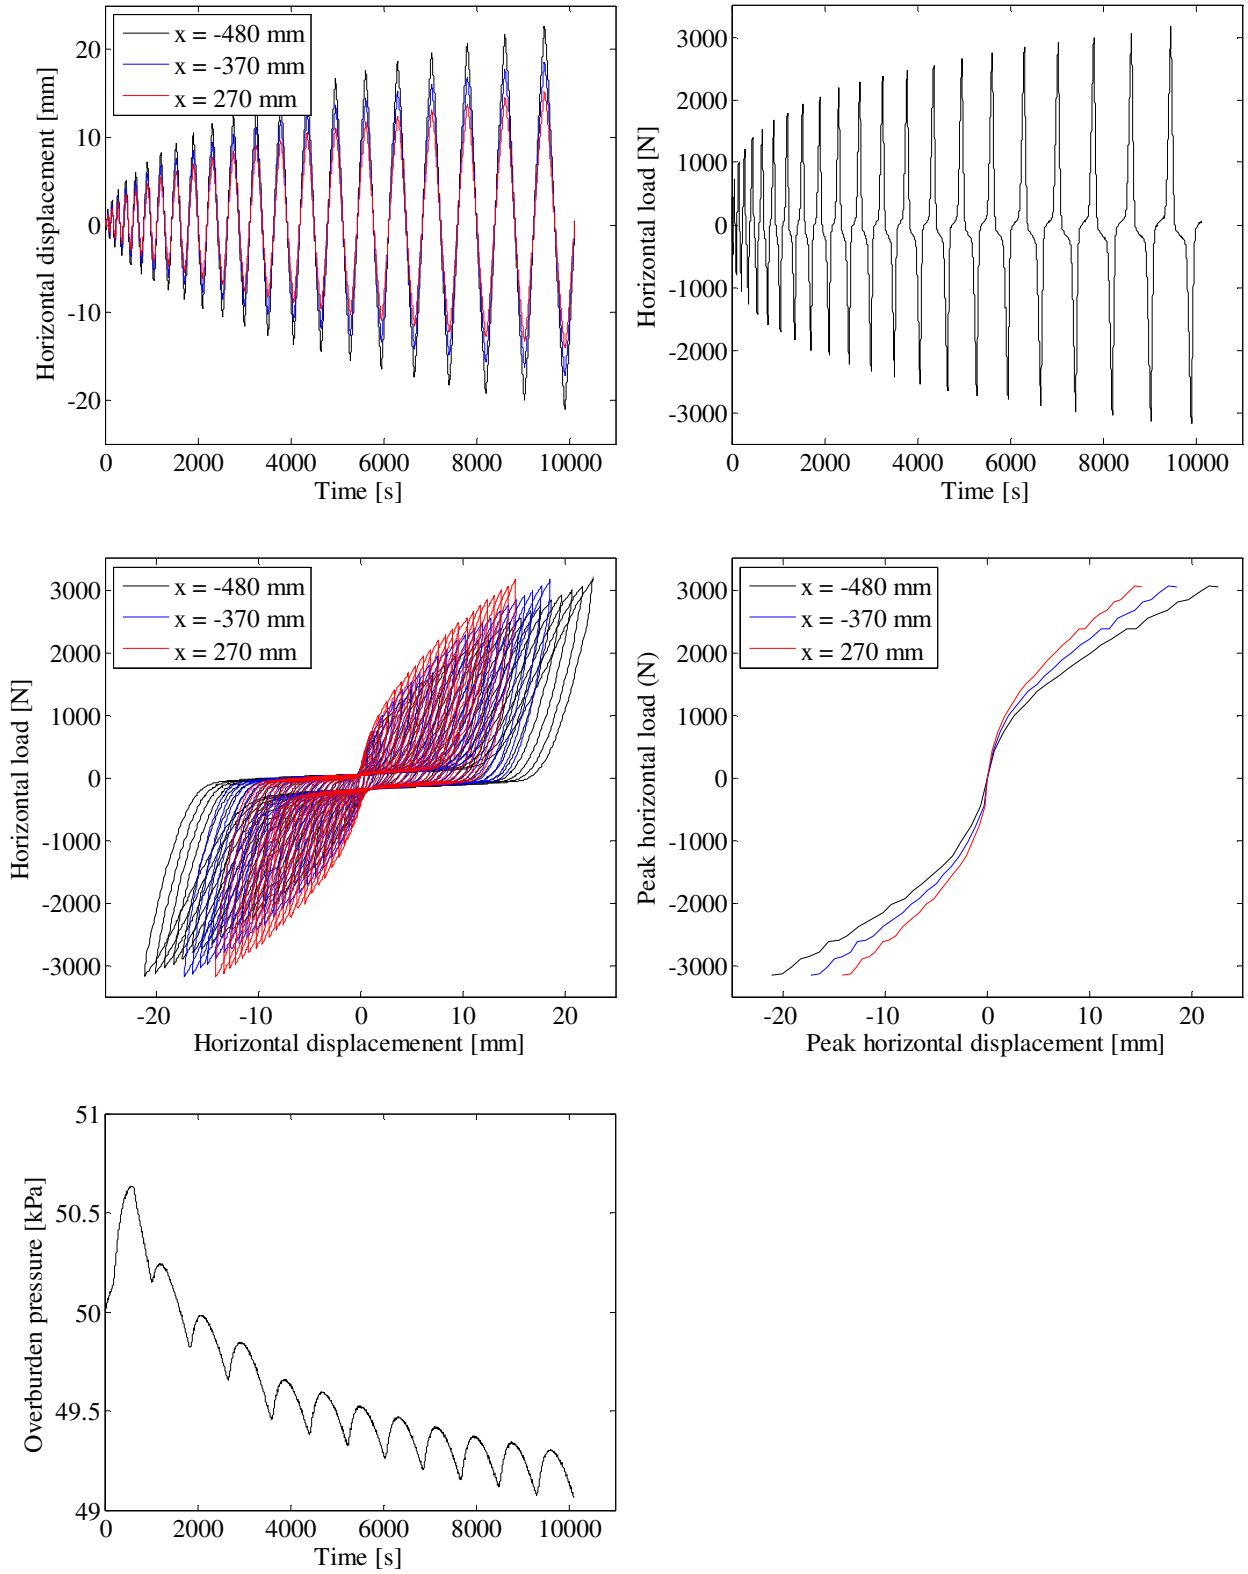 20
10
0
-10
-20
Horizontal displacement [mm]
x = -480 mm
x = -370 mm
x = 270 mm
0 2000 4000 6000 8000 10000
Time [s]
3000
2000
1000
0
-1000
-2000
-3000
Horizontal load [N]
0 2000 4000 6000 8000 10000
Time [s]
3000
2000
1000
0
-1000
-2000
-3000
Horizontal load [N]
x = -480 mm
x = -370 mm
x = 270 mm
-20 -10 0 10 20
Horizontal displacemenent [mm]
3000
2000
1000
0
-1000
-2000
-3000
Peak horizontal load (N)
x = -480 mm
x = -370 mm
x = 270 mm
-20 -10 0 10 20
Peak horizontal displacement [mm]
51
50.5
50
49.5
49
Overburden pressure [kPa]
0 2000 4000 6000 8000 10000
Time [s]